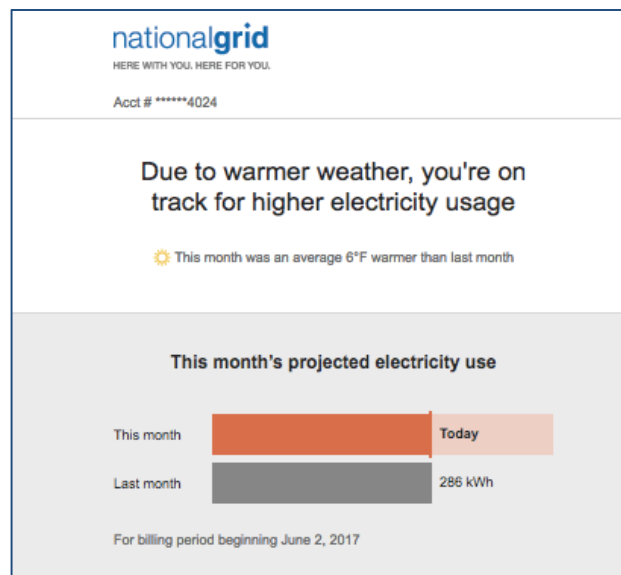 nationalgrid
HERE WITH YOU. HERE FOR YOU.
Acct # ******4024
Due to warmer weather, you're on
track for higher electricity usage
This month was an average 6°F warmer than last month
This month's projected electricity use
This month Today
Last month 286 kWh
For billing period beginning June 2, 2017